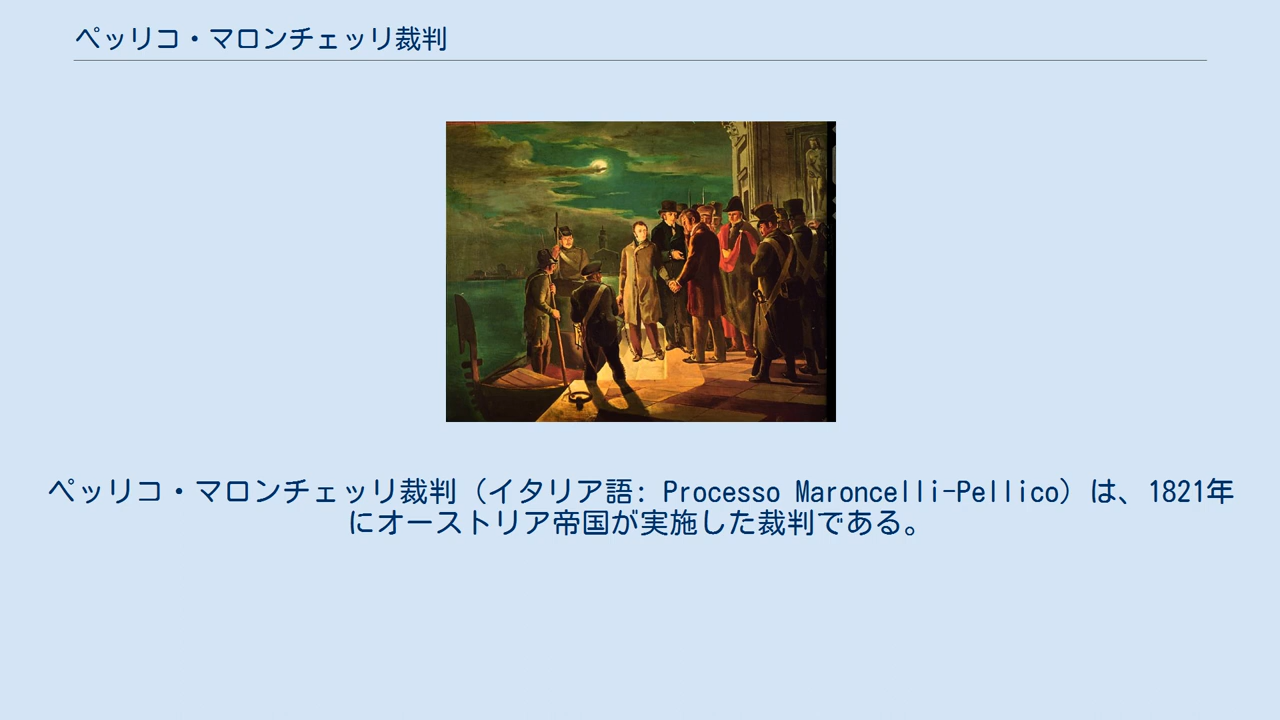 ペッリコ・マロンチェッリ裁判
ペッリコ・マロンチェッリ裁判（イタリア語: Processo Maroncelli-Pellico）は、1821年
にオーストリア帝国が実施した裁判である。